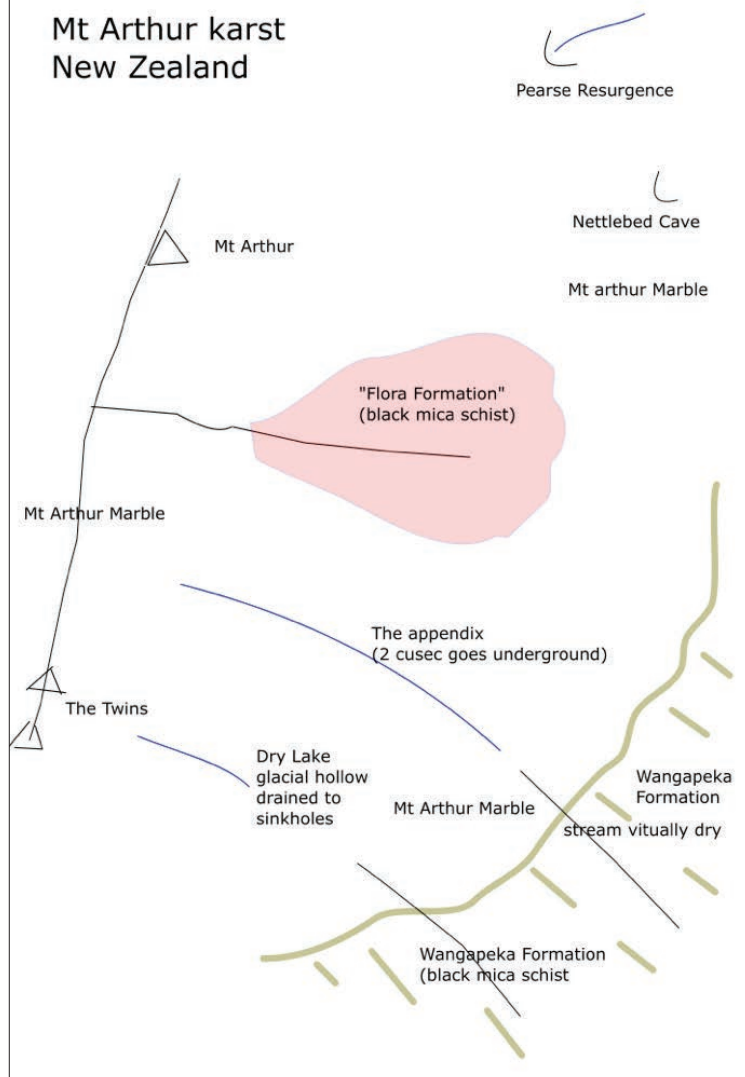 Mt Arthur karst
New Zealand
Pearse Resurgence
Nettlebed Cave
Mt Arthur
Mt arthur Marble
"Flora Formation"
(black mica schist)
Mt Arthur Marble
The appendix
(2 cusec goes underground)
The Twins
Dry Lake
glacial hollow
drained to
sinkholes
Mt Arthur Marble
Wangapeka
Formation
stream vitually dry
Wangapeka Formation
(black mica schist